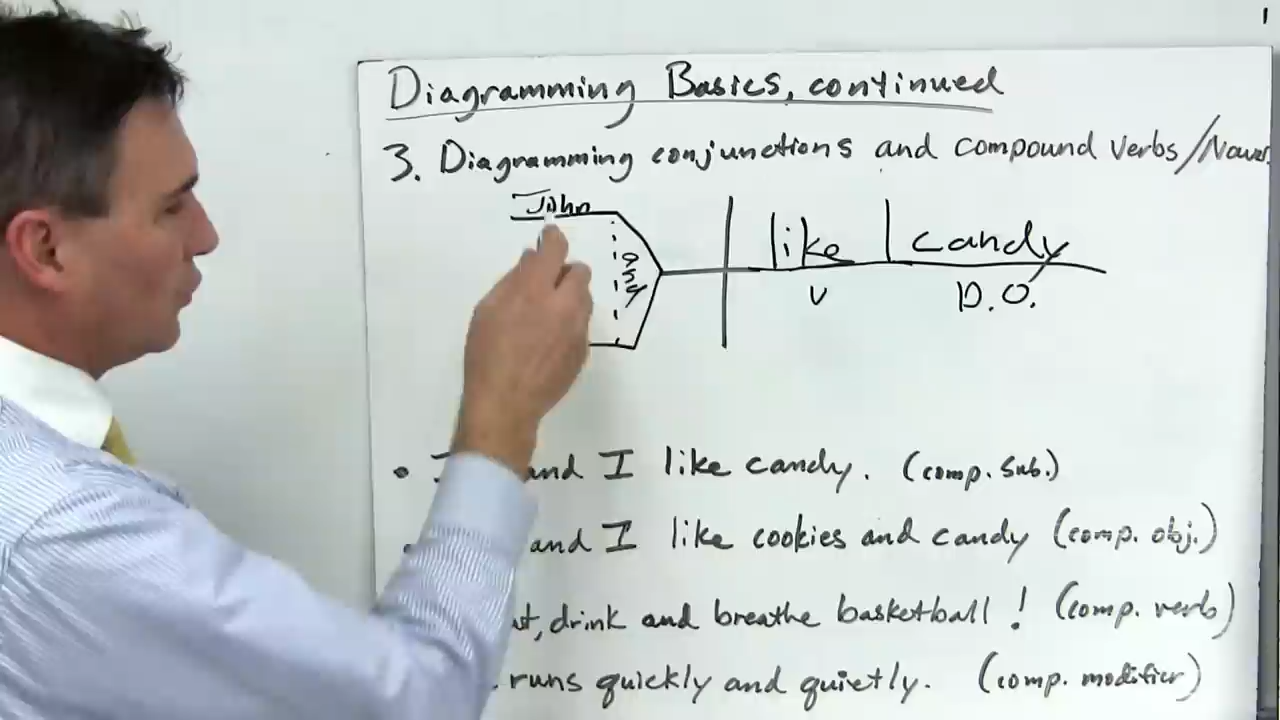 Diagramming Basics, continued
3. Diagramming conjunctions and compound Verbs/Nouns
John
and
like candy
V D.O.
• and I like candy. (comp. sub.)
• and I like cookies and candy (comp. obj.)
drink and breathe basketball! (comp. verb)
runs quickly and quietly. (comp. modifier)